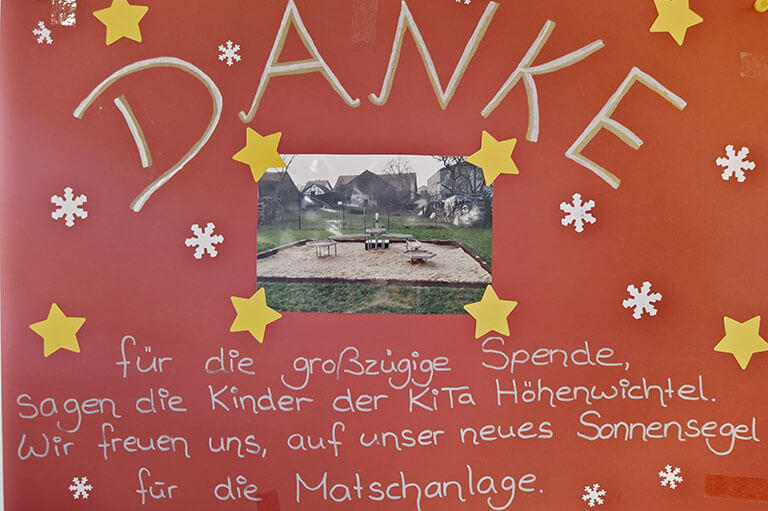 DANKE
für die großzügige Spende,
sagen die Kinder der KiTa Höhenwichtel.
Wir freuen uns, auf unser neues Sonnensegel
für die Matschanlage.